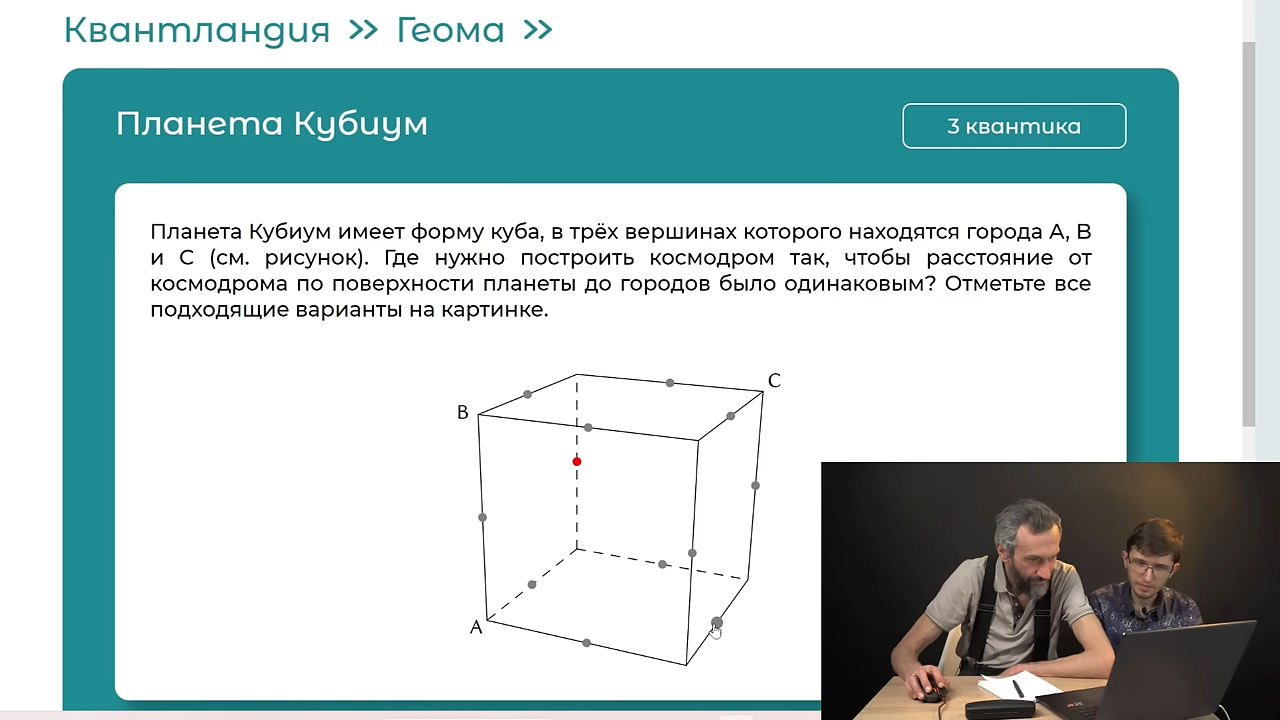 Квантландия >> Геома >>
Планета Кубиум
3 квантика
Планета Кубиум имеет форму куба, в трёх вершинах которого находятся города A, B
и C (см. рисунок). Где нужно построить космодром так, чтобы расстояние от
космодрома по поверхности планеты до городов было одинаковым? Отметьте все
подходящие варианты на картинке.
C
B
A